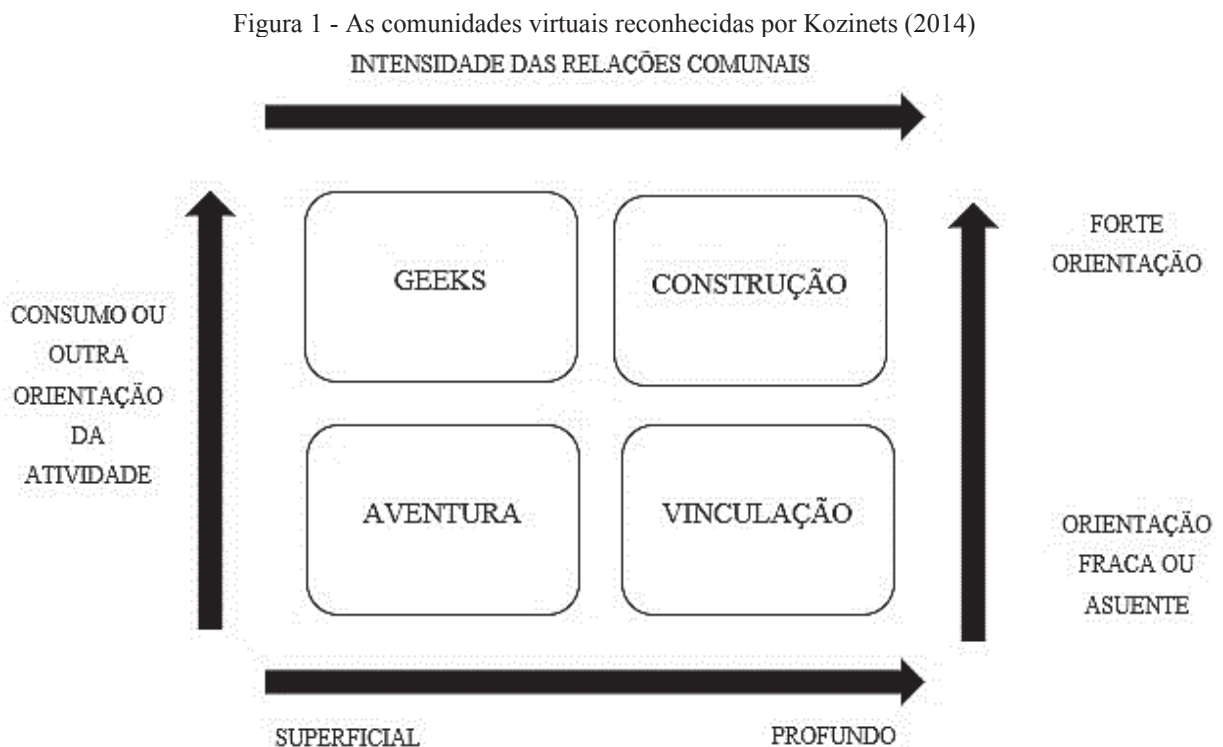 Figura 1 - As comunidades virtuais reconhecidas por Kozinets (2014)
INTENSIDADE DAS RELAÇÕES COMUNAIS
GEEKS
CONSTRUÇÃO
FORTE
ORIENTAÇÃO
CONSUMO OU
OUTRA
ORIENTAÇÃO
DA
ATIVIDADE
AVENTURA
VINCULAÇÃO
ORIENTAÇÃO
FRACA OU
ASUENTE
SUPERFICIAL
PROFUNDO